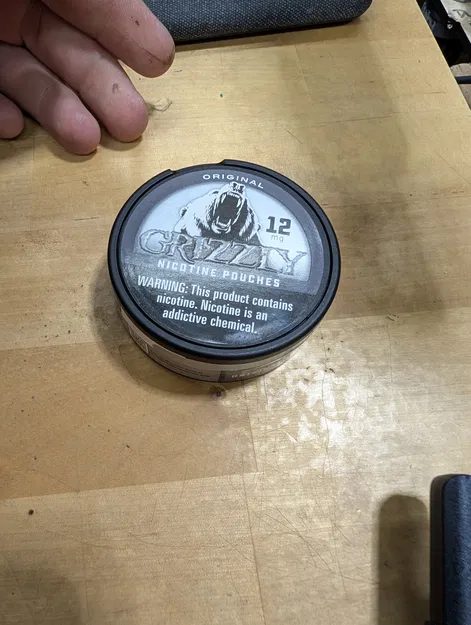 ORIGINAL
12
mg
GRIZZLY
NICOTINE POUCHES
WARNING: This product contains
nicotine. Nicotine is an
addictive chemical.